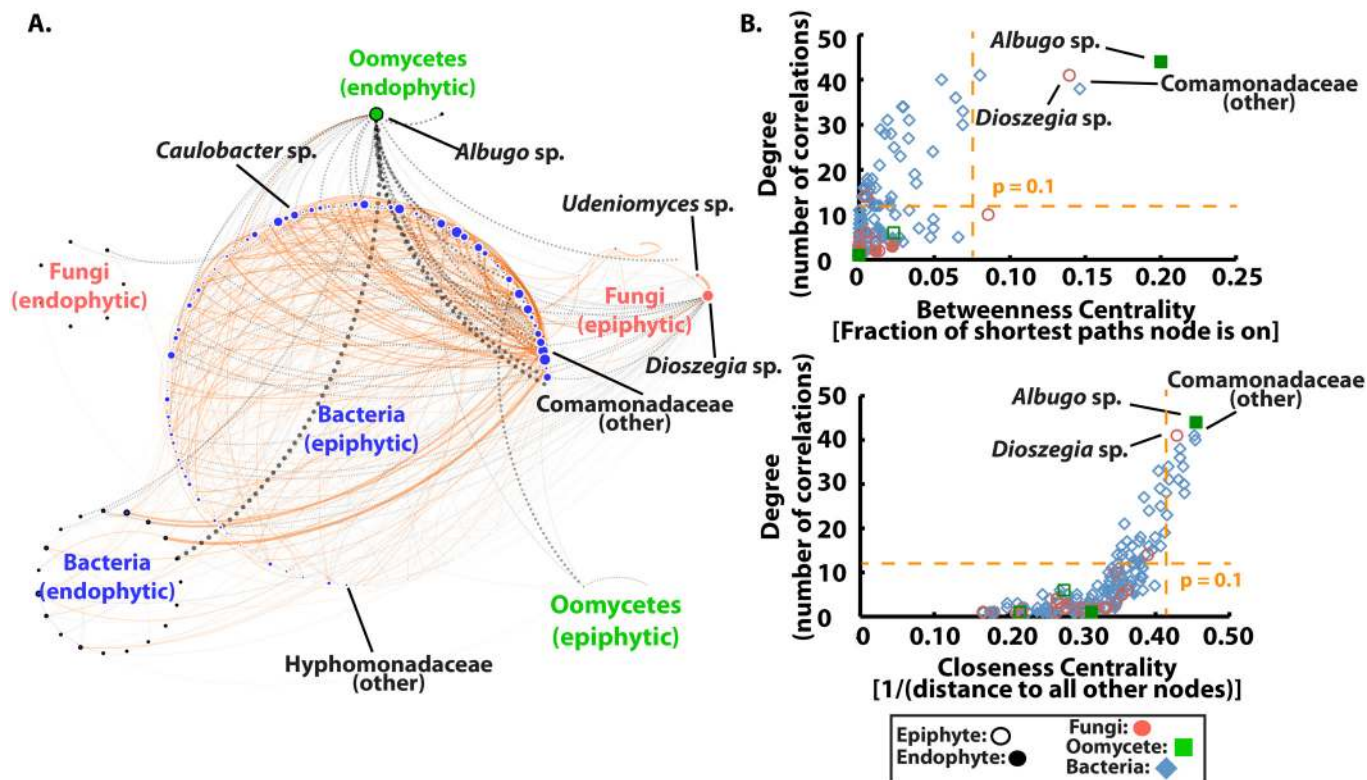 A.
Oomycetes
(endophytic)
Caulobacter sp.
Albugo sp.
Udeniomyces sp.
Fungi
(endophytic)
Fungi
(epiphytic)
Dioszegia sp.
Comamonadaceae
(other)
Bacteria
(epiphytic)
Bacteria
(endophytic)
Oomycetes
(epiphytic)
Hyphomonadaceae
(other)
B.
Degree
(number of correlations)
50
40
30
20
10
0
Albugo sp.
Comamonadaceae
(other)
Dioszegia sp.
p = 0.1
0 0.05 0.10 0.15 0.20 0.25
Betweenness Centrality
[Fraction of shortest paths node is on]
Degree
(number of correlations)
50
40
30
20
10
0
Comamonadaceae
(other)
Albugo sp.
Dioszegia sp.
p = 0.1
0 0.10 0.20 0.30 0.40 0.50
Closeness Centrality
[1/(distance to all other nodes)]
Epiphyte: Fungi:
Endophyte: Oomycete:
Bacteria: